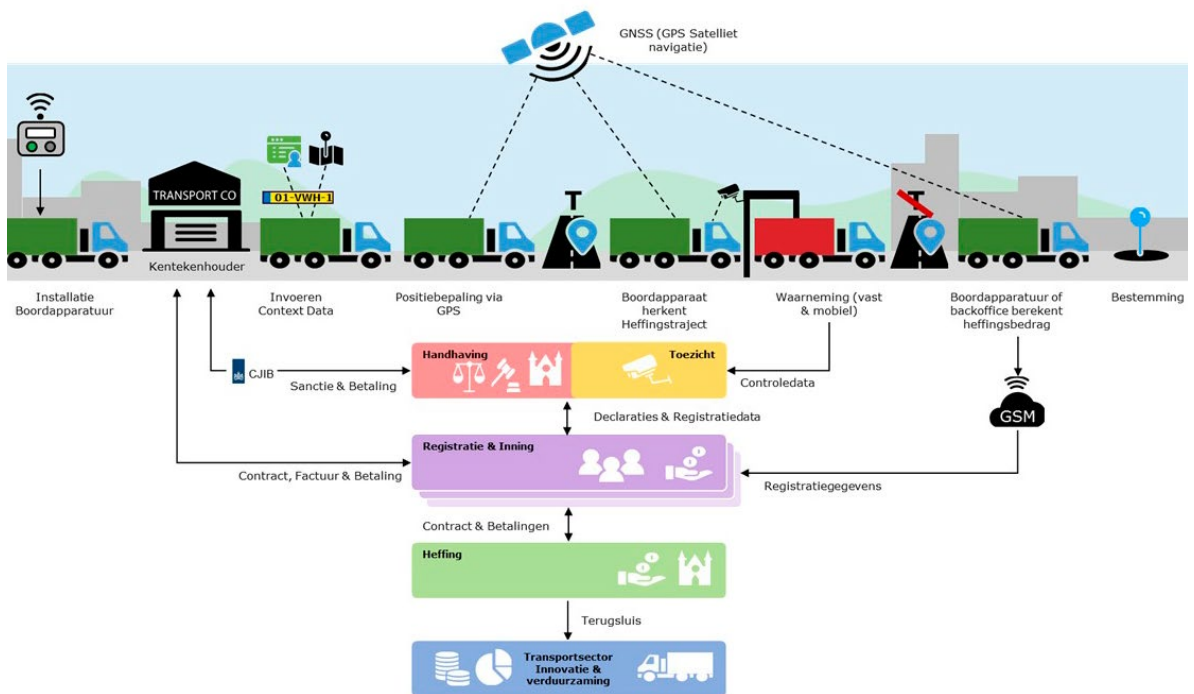 GNSS (GPS Satelliet
navigatie)
TRANSPORT CO
01-VWH-1
T
T
Kentekenhouder
Installatie
Boordapparatuur
Invoeren
Context Data
Positiebepaling via
GPS
Boordapparaat
herkent
Heffingstraject
Waarneming (vast
& mobiel)
Boordapparatuur of
backoffice berekent
heffingsbedrag
Bestemming
Handhaving
Toezicht
CJIB
Sanctie & Betaling
Controledata
Declaraties & Registratiedata
GSM
Registratie & Inning
Contract, Factuur & Betaling
Registratiegegevens
Contract & Betalingen
Heffing
Terugsluis
Transportsector
Innovatie &
verduurzaming